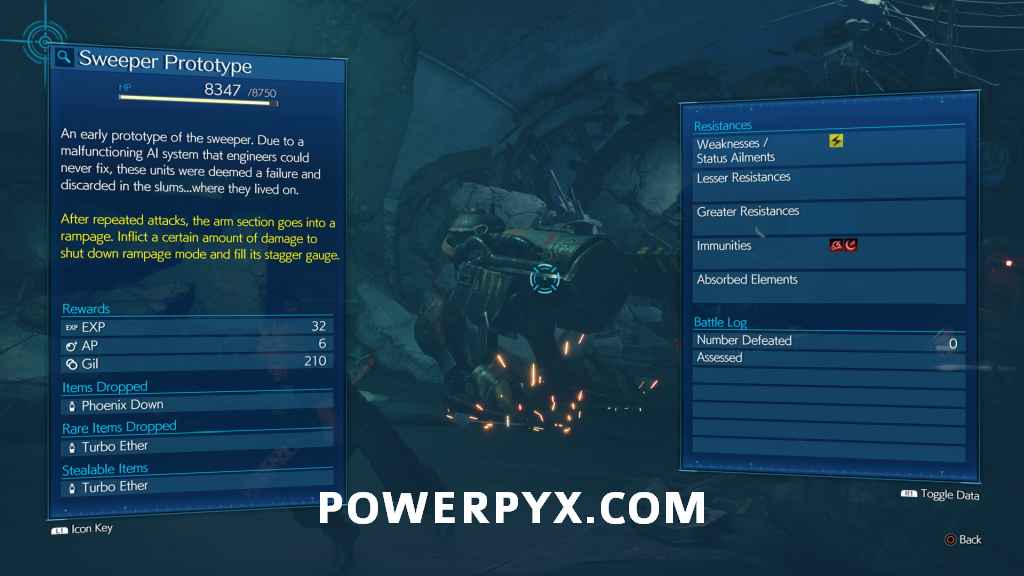 Sweeper Prototype
HP 8347 /8750
An early prototype of the sweeper. Due to a
malfunctioning AI system that engineers could
never fix, these units were deemed a failure and
discarded in the slums...where they lived on.
After repeated attacks, the arm section goes into a
rampage. Inflict a certain amount of damage to
shut down rampage mode and fill its stagger gauge.
Rewards
EXP EXP 32
AP 6
Gil 210
Items Dropped
Phoenix Down
Rare Items Dropped
Turbo Ether
Stealable Items
Turbo Ether
L1 Icon Key
Resistances
Weaknesses /
Status Ailments
Lesser Resistances
Greater Resistances
Immunities
Absorbed Elements
Battle Log
Number Defeated 0
Assessed
R1 Toggle Data
Back
POWERPYX.COM